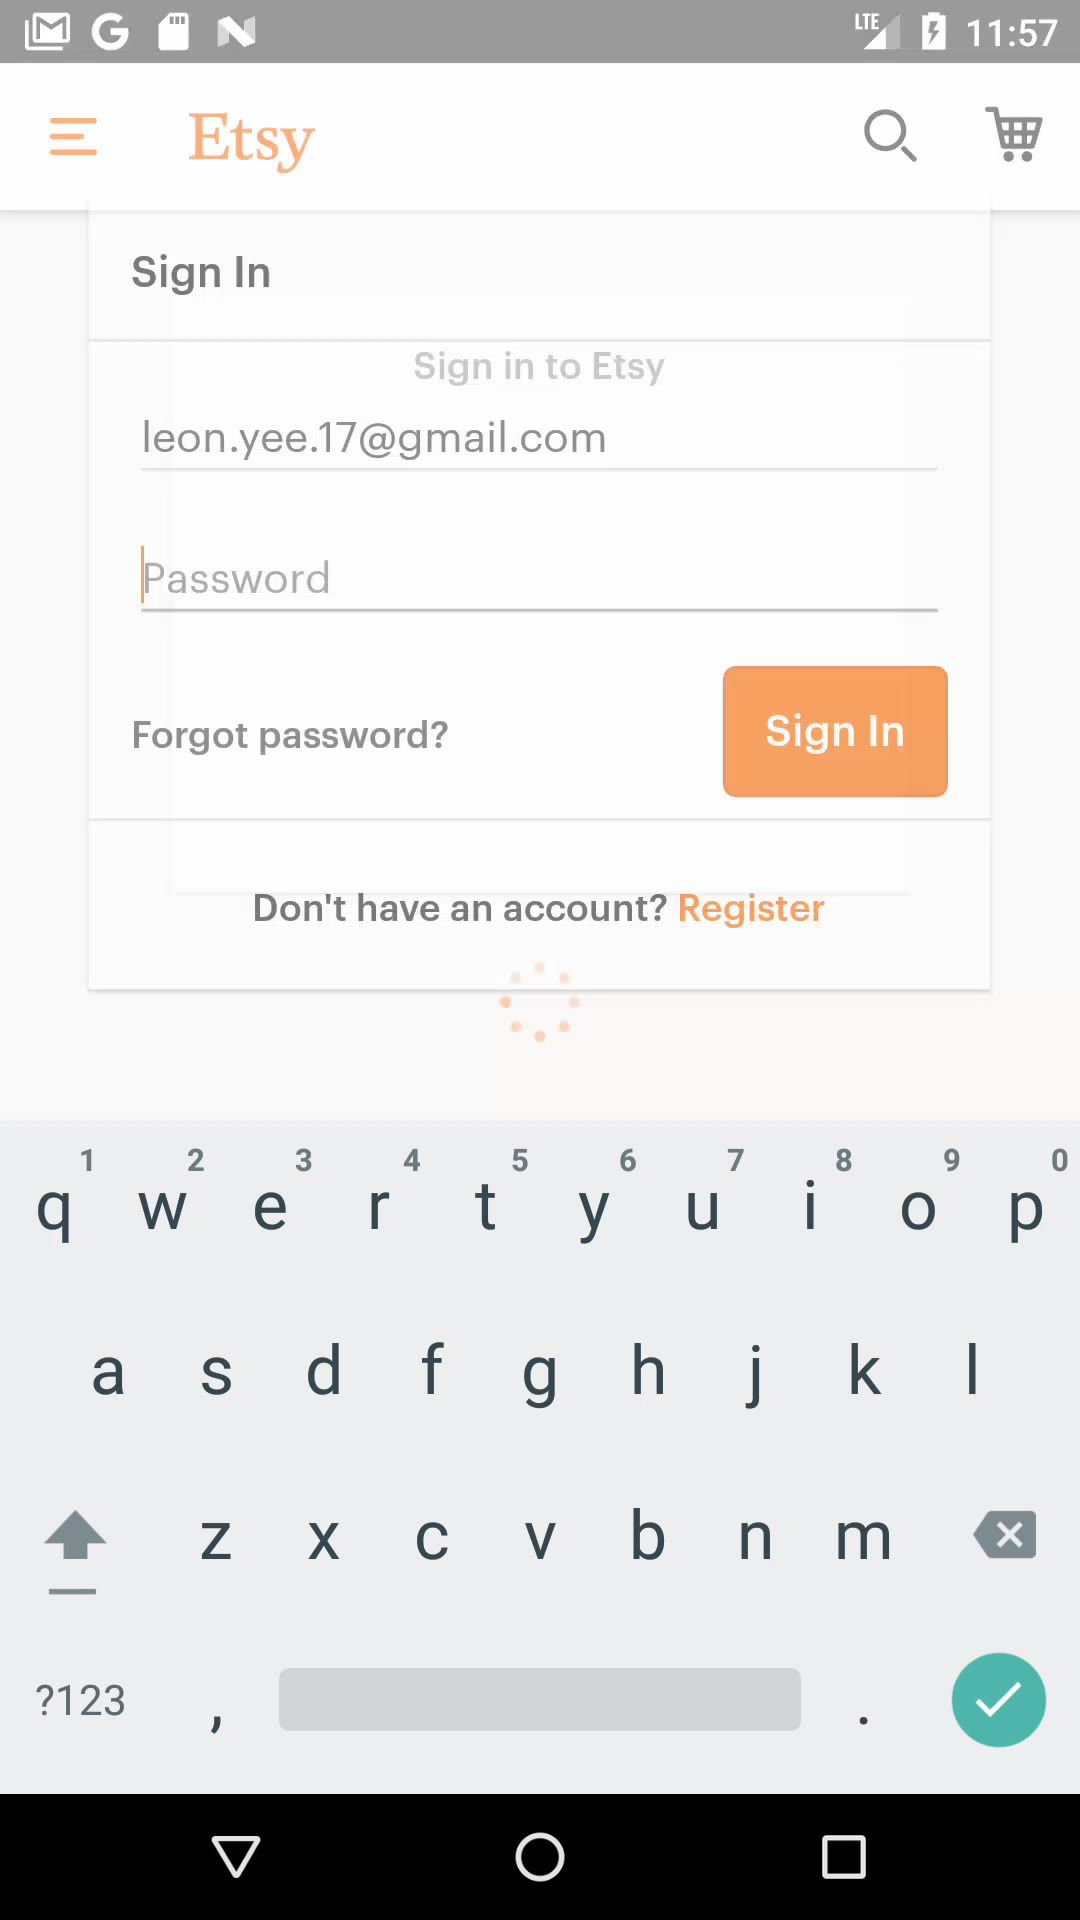 LTE 11:57
Etsy
Sign In
Sign in to Etsy
leon.yee.17@gmail.com
Password
Forgot password?
Sign In
Don't have an account? Register
1 2 3 4 5 6 7 8 9 0
q w e r t y u i o p
a s d f g h j k l
z x c v b n m
?123 , .